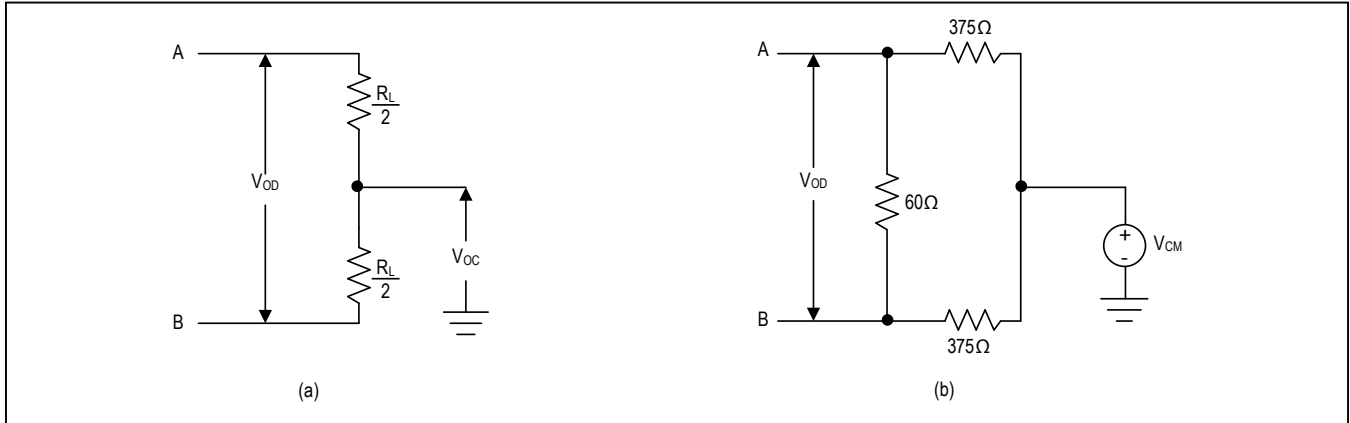 A
R_L
2
V_OD
R_L
2
V_OC
B
(a)
375Ω
A
V_OD
60Ω
+
-
V_CM
B
375Ω
(b)